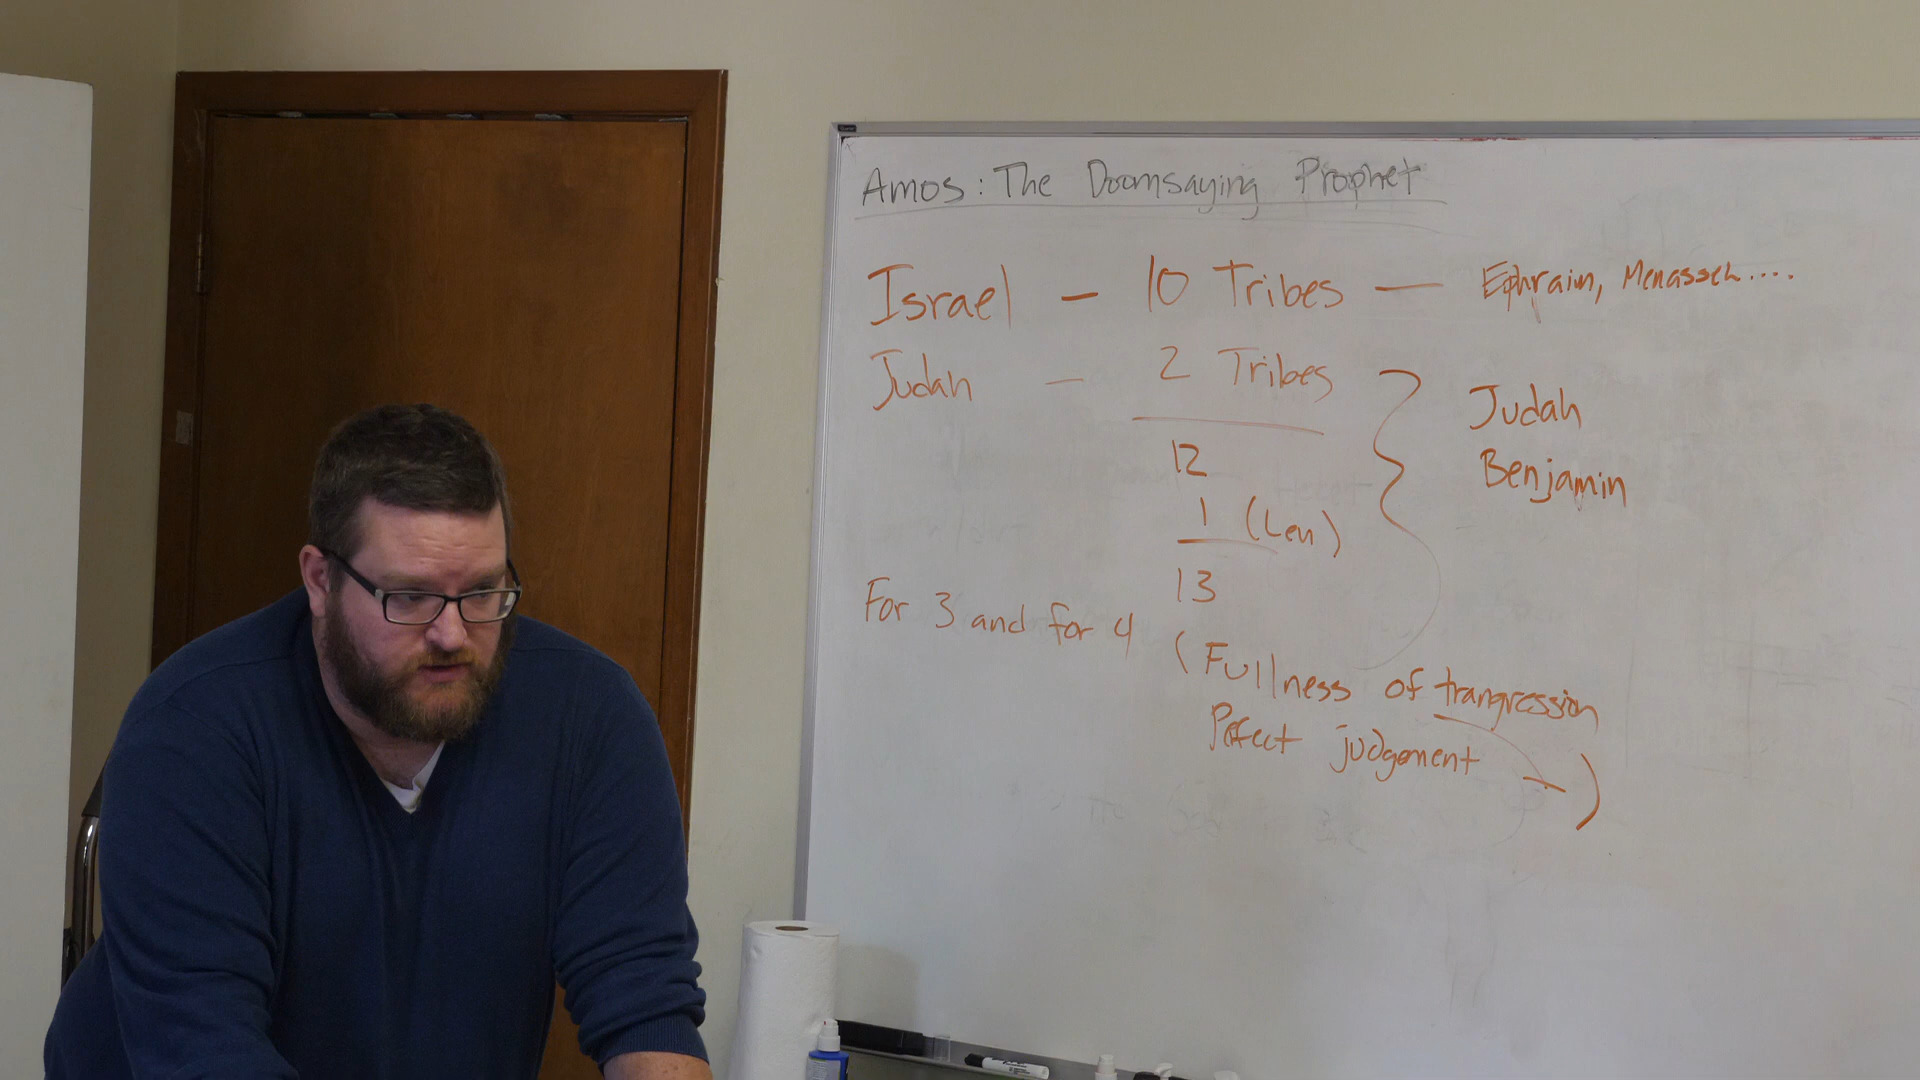 Amos: The Doomsaying Prophet
Israel — 10 Tribes — Ephraim, Menasseh....
Judah — 2 Tribes
Judah
Benjamin
12
1 (Levi)
13
For 3 and for 4
(Fullness of trangression
Pefect judgement —)